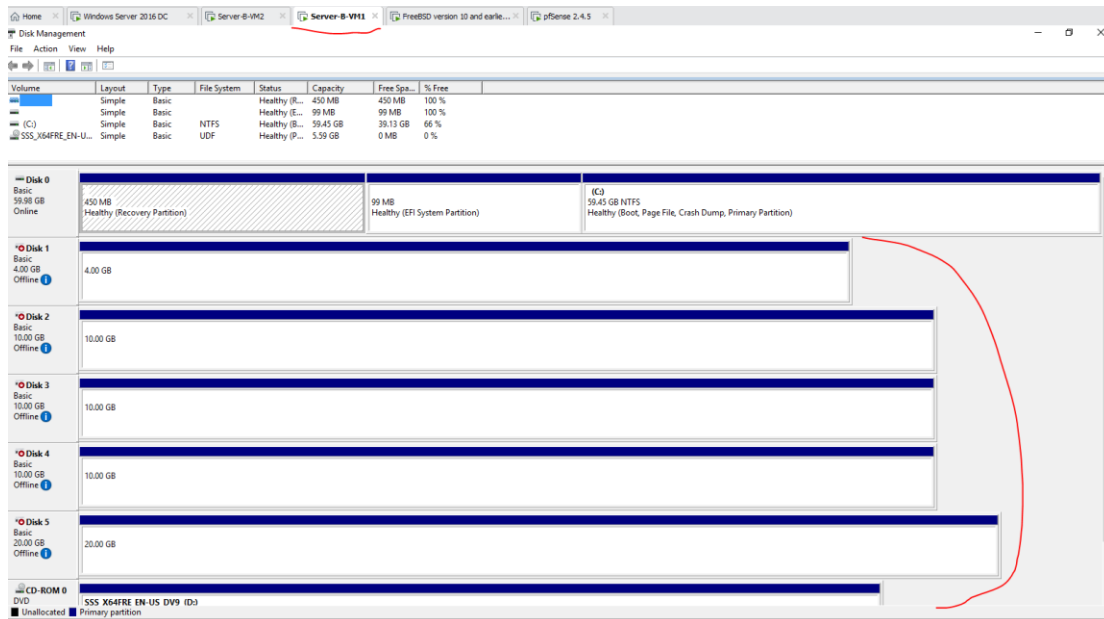 Home
Windows Server 2016 DC
Server-B-VM2
Server-B-VM1
FreeBSD version 10 and earlie...
pfSense 2.4.5
Disk Management
File Action View Help
Volume Layout Type File System Status Capacity Free Spa... % Free
Simple Basic Healthy (R... 450 MB 450 MB 100 %
Simple Basic Healthy (E... 99 MB 99 MB 100 %
(C:) Simple Basic NTFS Healthy (B... 59.45 GB 39.13 GB 66 %
SSS_X64FRE_EN-U... Simple Basic UDF Healthy (P... 5.59 GB 0 MB 0 %
Disk 0
Basic
59.98 GB
Online
450 MB
Healthy (Recovery Partition)
99 MB
Healthy (EFI System Partition)
(C:)
59.45 GB NTFS
Healthy (Boot, Page File, Crash Dump, Primary Partition)
Disk 1
Basic
4.00 GB
Offline
4.00 GB
Disk 2
Basic
10.00 GB
Offline
10.00 GB
Disk 3
Basic
10.00 GB
Offline
10.00 GB
Disk 4
Basic
10.00 GB
Offline
10.00 GB
Disk 5
Basic
20.00 GB
Offline
20.00 GB
CD-ROM 0
DVD
SSS_X64FRE_EN-US_DV9 (D:)
Unallocated Primary partition